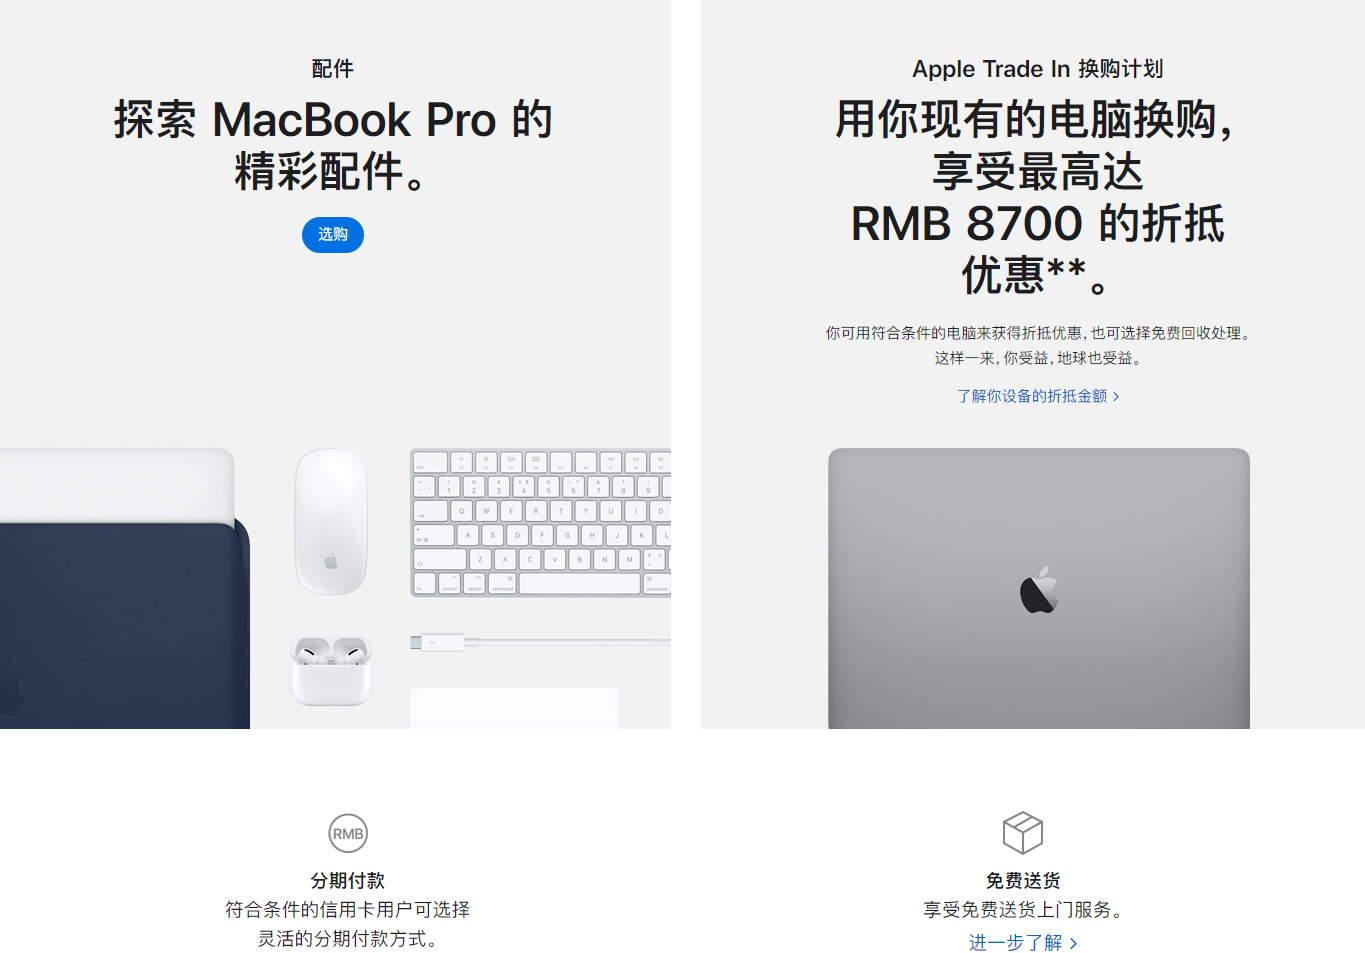 配件
探索 MacBook Pro 的
精彩配件。
选购
Apple Trade In 换购计划
用你现有的电脑换购，
享受最高达
RMB 8700 的折抵
优惠**。
你可用符合条件的电脑来获得折抵优惠，也可选择免费回收处理。
这样一来，你受益，地球也受益。
了解你设备的折抵金额 >
Q W E R T Y U I O
A S D F G H J K L
Z X C V B N M
control option command command
RMB
分期付款
符合条件的信用卡用户可选择
灵活的分期付款方式。
免费送货
享受免费送货上门服务。
进一步了解 >